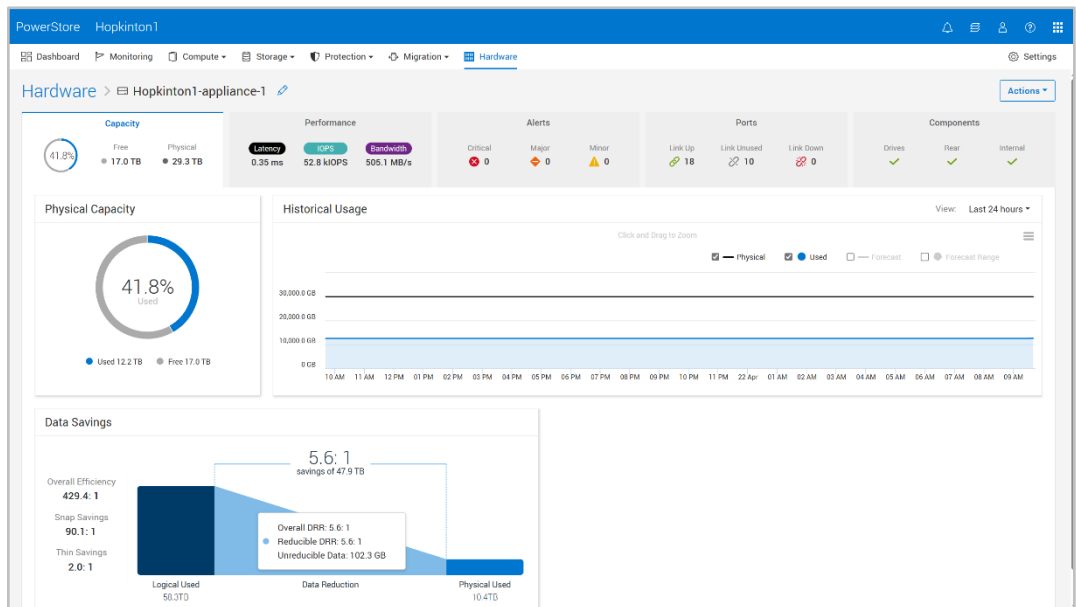 PowerStore Hopkinton1
Dashboard Monitoring Compute Storage Protection Migration Hardware Settings
Hardware > Hopkinton1-appliance-1 Actions
Capacity Performance Alerts Ports Components
Free Physical Latency IOPS Bandwidth Critical Major Minor Link Up Link Unused Link Down Drives Rear Internal
41.8% 17.0 TB 29.3 TB 0.35 ms 52.8 kIOPS 505.1 MB/s 0 0 0 18 10 0
Physical Capacity
41.8%
Used
Used 12.2 TB Free 17.0 TB
Historical Usage View: Last 24 hours
Click and Drag to Zoom
Physical Used Forecast Forecast Range
30,000.0 GB
20,000.0 GB
10,000.0 GB
0 GB
10 AM 11 AM 12 PM 01 PM 02 PM 03 PM 04 PM 05 PM 06 PM 07 PM 08 PM 09 PM 10 PM 11 PM 22 Apr 01 AM 02 AM 03 AM 04 AM 05 AM 06 AM 07 AM 08 AM 09 AM
Data Savings
5.6: 1
savings of 47.9 TB
Overall Efficiency
429.4: 1
Snap Savings
90.1: 1
Thin Savings
2.0: 1
Overall DRR: 5.6: 1
Reducible DRR: 5.6: 1
Unreducible Data: 102.3 GB
Logical Used Data Reduction Physical Used
58.3TB 10.4TB